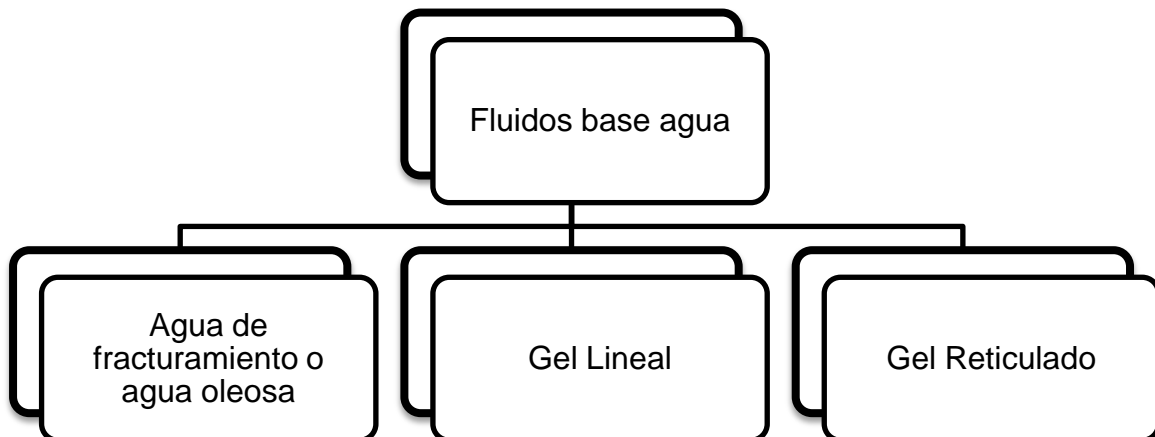 Fluidos base agua
Agua de
fracturamiento o
agua oleosa
Gel Lineal
Gel Reticulado